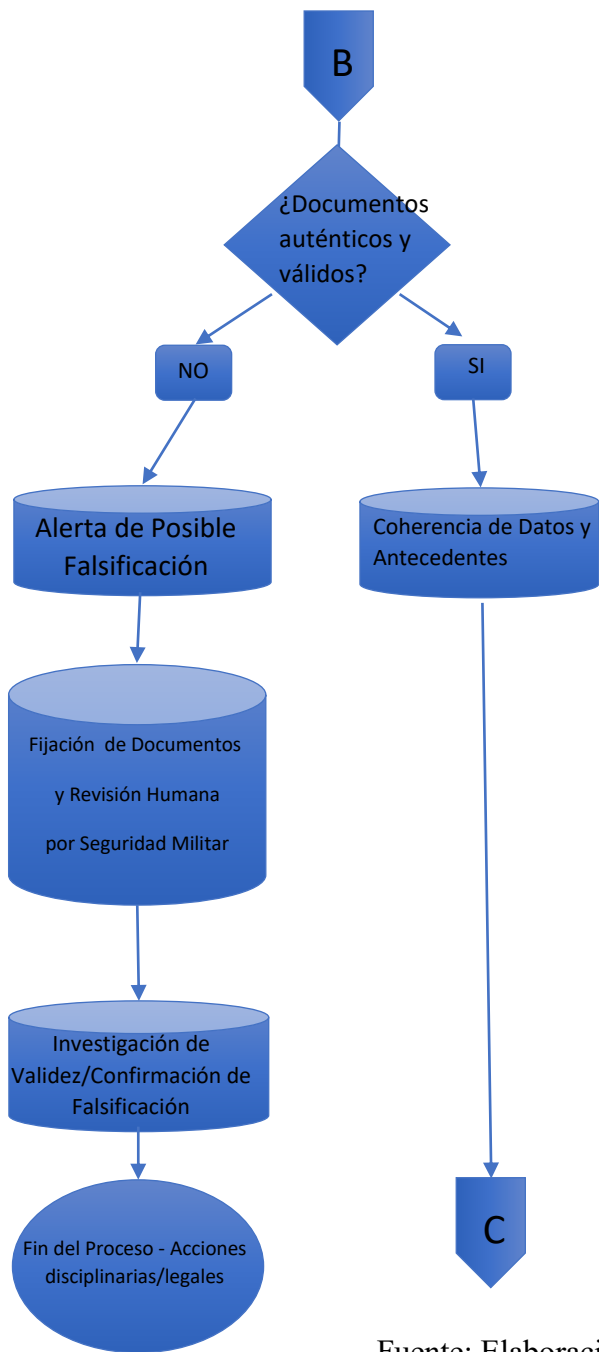 B
¿Documentos
auténticos y
válidos?
NO
SI
Alerta de Posible
Falsificación
Coherencia de Datos y
Antecedentes
Fijación de Documentos
y Revisión Humana
por Seguridad Militar
Investigación de
Validez/Confirmación de
Falsificación
Fin del Proceso - Acciones
disciplinarias/legales
C
Fuente: